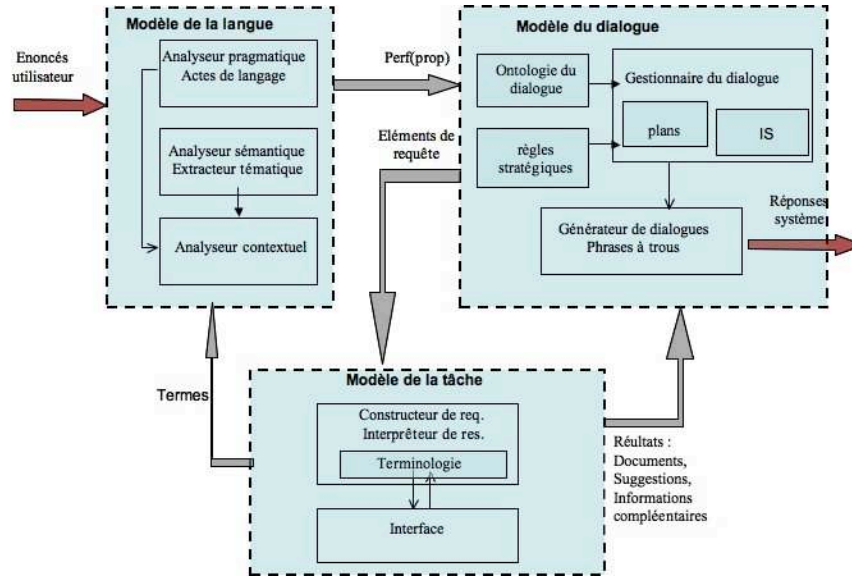 Modèle de la langue
Enoncés
utilisateur
Analyseur pragmatique
Actes de langage
Analyseur sémantique
Extracteur tématique
Analyseur contextuel
Perf(prop)
Eléments de
requête
Modèle du dialogue
Ontologie du
dialogue
Gestionnaire du dialogue
plans
IS
règles
stratégiques
Générateur de dialogues
Phrases à trous
Réponses
système
Termes
Modèle de la tâche
Constructeur de req.
Interprêteur de res.
Terminologie
Interface
Réultats :
Documents,
Suggestions,
Informations
compléentaires